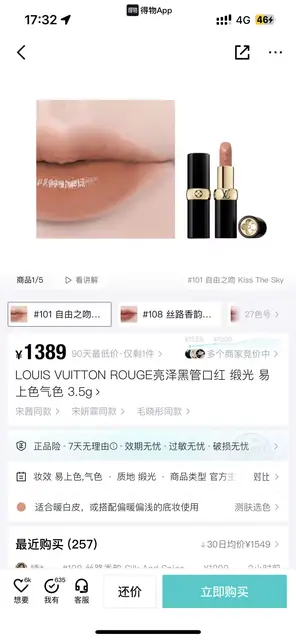 17:32
得物 得物App
4G 46
商品1/5
看讲解
#101 自由之吻 Kiss The Sky
#101 自由之吻...
#108 丝路香韵...
27色号
¥1389 90天最低价·仅剩1件 多个商家竞价中
LOUIS VUITTON ROUGE亮泽黑管口红 缎光 易
上色气色 3.5g
宋茜同款 宋妍霏同款 毛晓彤同款
正品险 · 7天无理由 · 效期无忧 · 过敏无忧 · 破损无忧
妆效 易上色,气色 · 质地 缎光 · 商品类型 官方 对比
适合暖白皮，或搭配偏暖偏浅的底妆使用 测肤选色
最近购买 (257) 30日均价¥1549
6k
635
想要
我有
客服
还价
立即购买